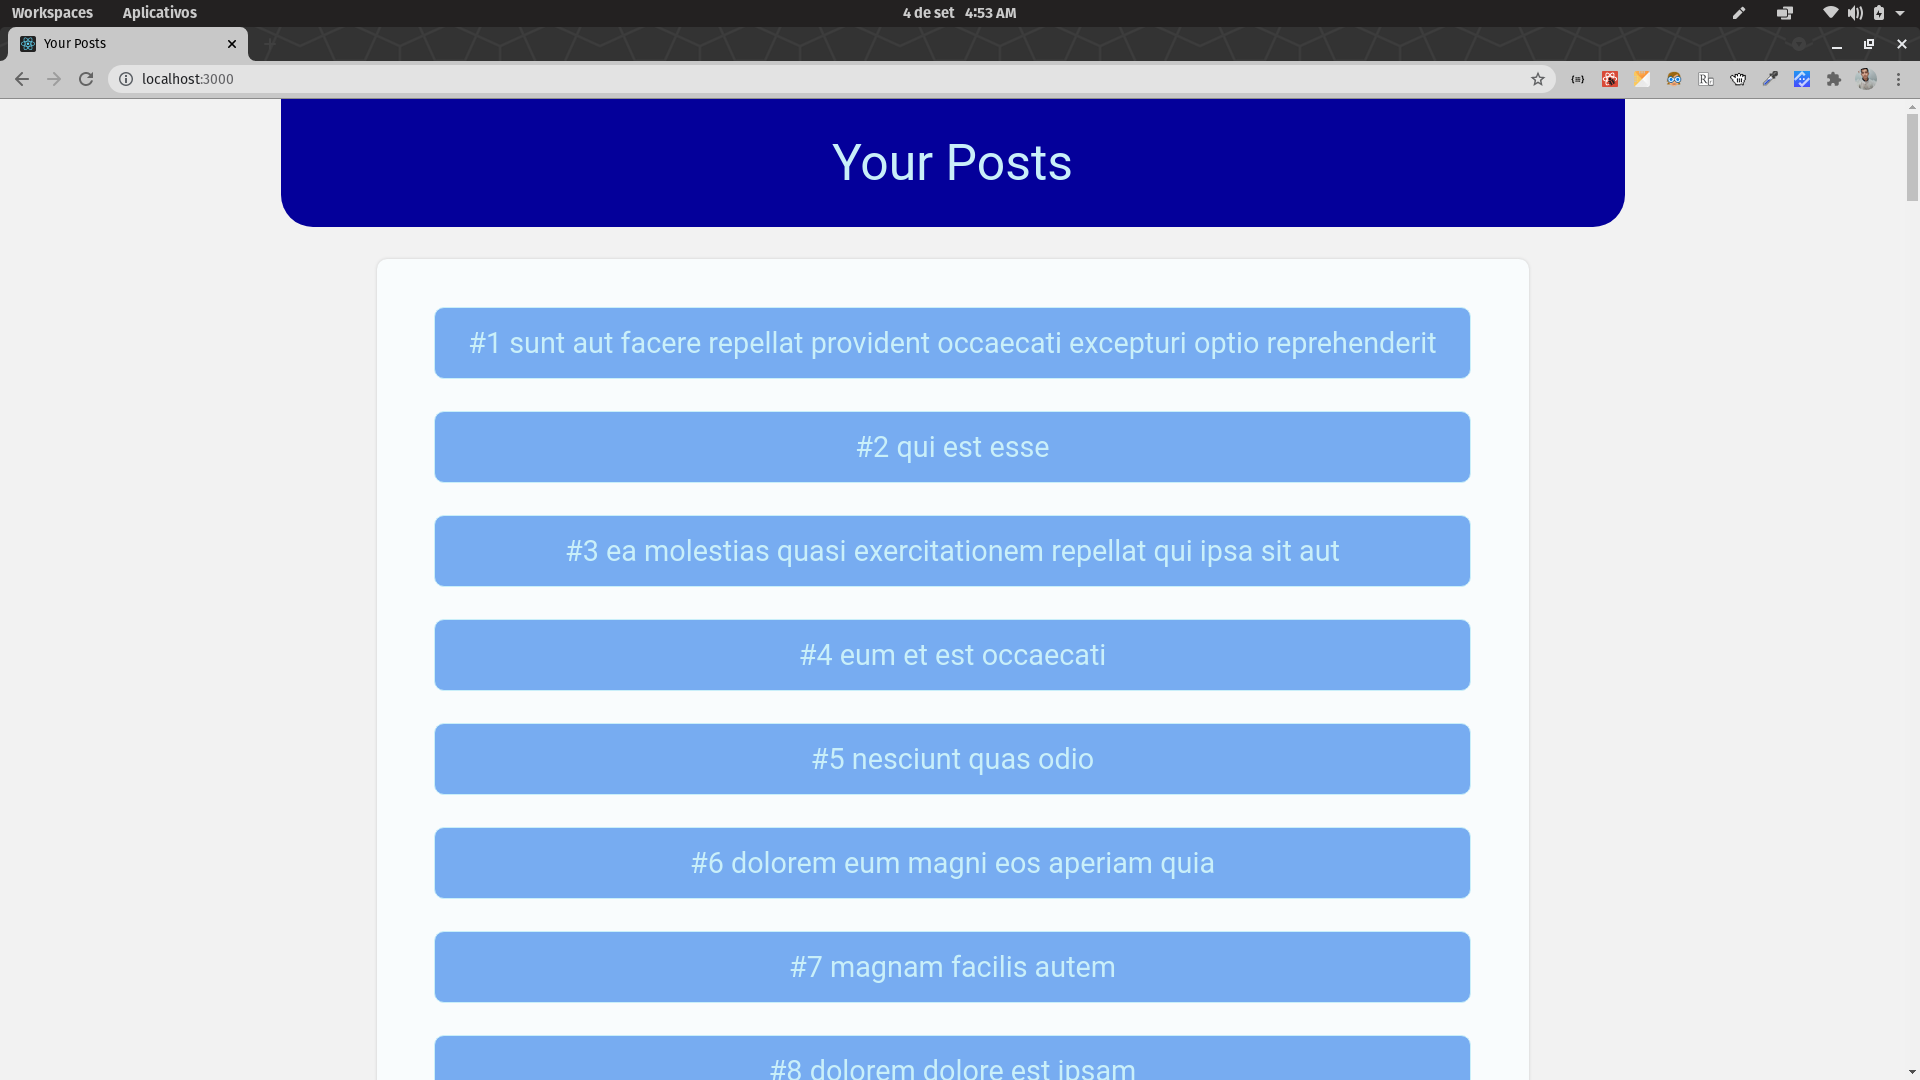 Workspaces Aplicativos 4 de set 4:53 AM
Your Posts
localhost:3000
Your Posts
#1 sunt aut facere repellat provident occaecati excepturi optio reprehenderit
#2 qui est esse
#3 ea molestias quasi exercitationem repellat qui ipsa sit aut
#4 eum et est occaecati
#5 nesciunt quas odio
#6 dolorem eum magni eos aperiam quia
#7 magnam facilis autem
#8 dolorem dolore est ipsam